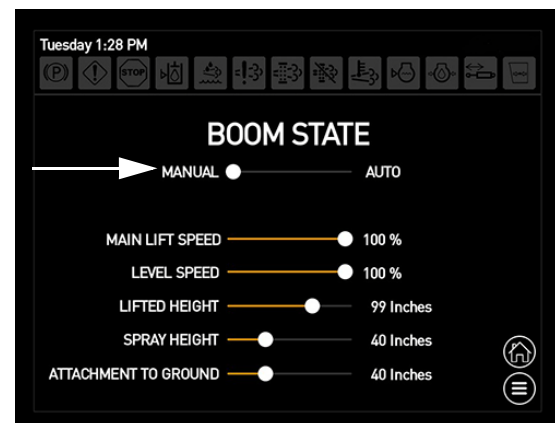 Tuesday 1:28 PM
P STOP
BOOM STATE
MANUAL AUTO
MAIN LIFT SPEED 100 %
LEVEL SPEED 100 %
LIFTED HEIGHT 99 Inches
SPRAY HEIGHT 40 Inches
ATTACHMENT TO GROUND 40 Inches